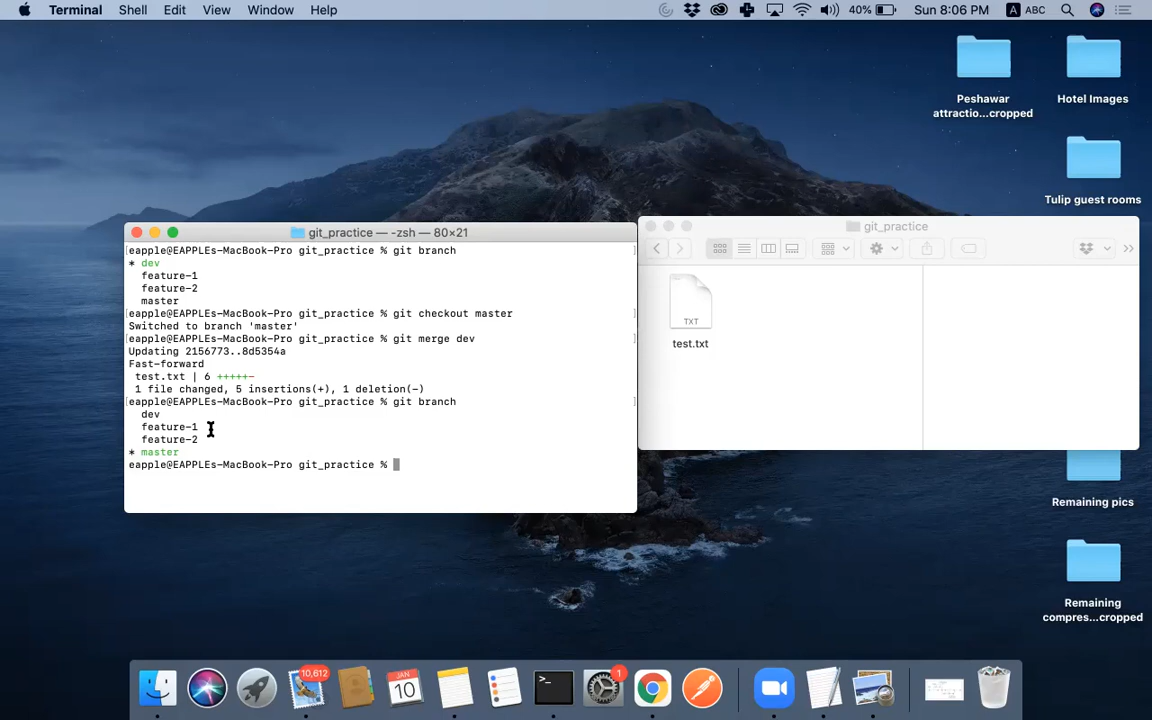 Terminal Shell Edit View Window Help 40% Sun 8:06 PM A ABC
Peshawar
attractio...cropped
Hotel Images
Tulip guest rooms
git_practice — -zsh — 80×21
eapple@EAPPLEs-MacBook-Pro git_practice % git branch
* dev
feature-1
feature-2
master
eapple@EAPPLEs-MacBook-Pro git_practice % git checkout master
Switched to branch 'master'
eapple@EAPPLEs-MacBook-Pro git_practice % git merge dev
Updating 2156773..8d5354a
Fast-forward
test.txt | 6 +++++-
1 file changed, 5 insertions(+), 1 deletion(-)
eapple@EAPPLEs-MacBook-Pro git_practice % git branch
dev
feature-1
feature-2
* master
eapple@EAPPLEs-MacBook-Pro git_practice %
git_practice
TXT
test.txt
Remaining pics
Remaining
compres...cropped
10,612
JAN
10
>_
1